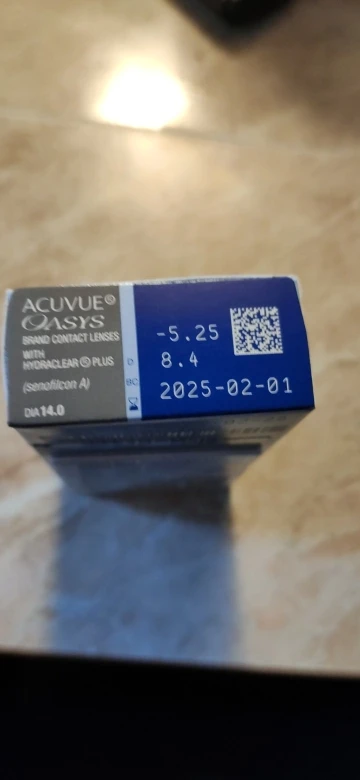 ACUVUE®
OASYS
BRAND CONTACT LENSES
WITH
HYDRACLEAR® PLUS
(senofilcon A)
DIA 14.0
D -5.25
BC 8.4
2025-02-01